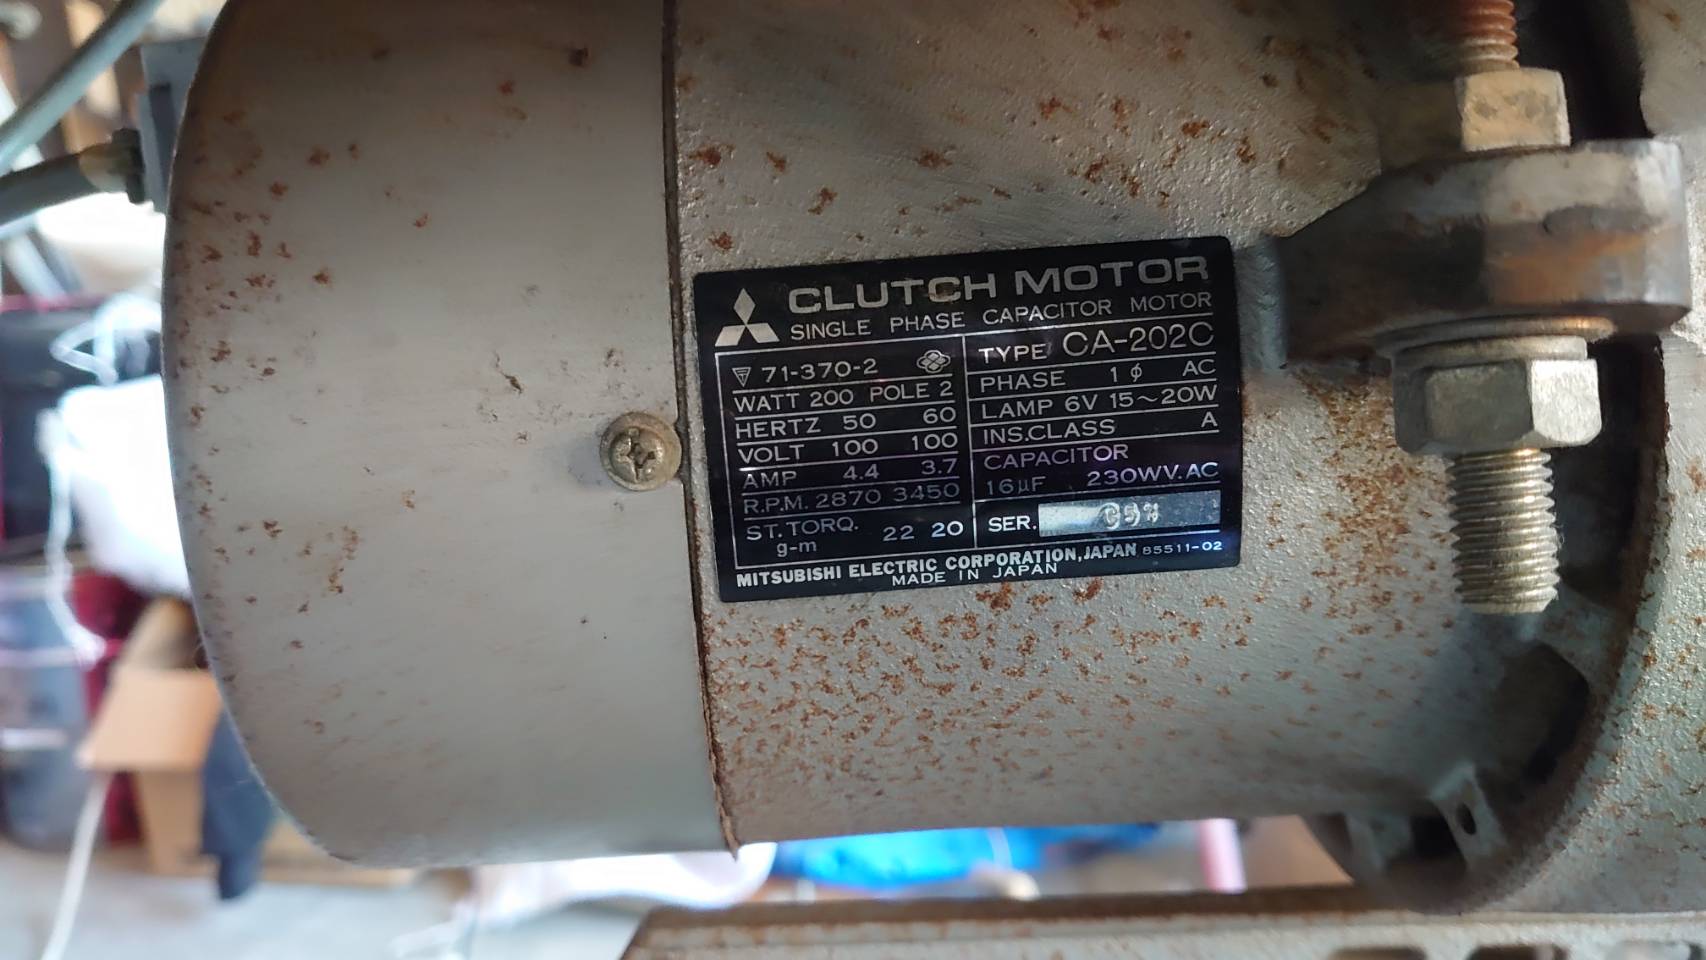 CLUTCH MOTOR
SINGLE PHASE CAPACITOR MOTOR
71-370-2
WATT 200 POLE 2
HERTZ 50 60
VOLT 100 100
AMP 4.4 3.7
R.P.M. 2870 3450
ST. TORQ. 22 20
g-m
TYPE CA-202C
PHASE 1 ϕ AC
LAMP 6V 15~20W
INS.CLASS A
CAPACITOR
16μF 230WV.AC
SER.
MITSUBISHI ELECTRIC CORPORATION, JAPAN 85511-02
MADE IN JAPAN